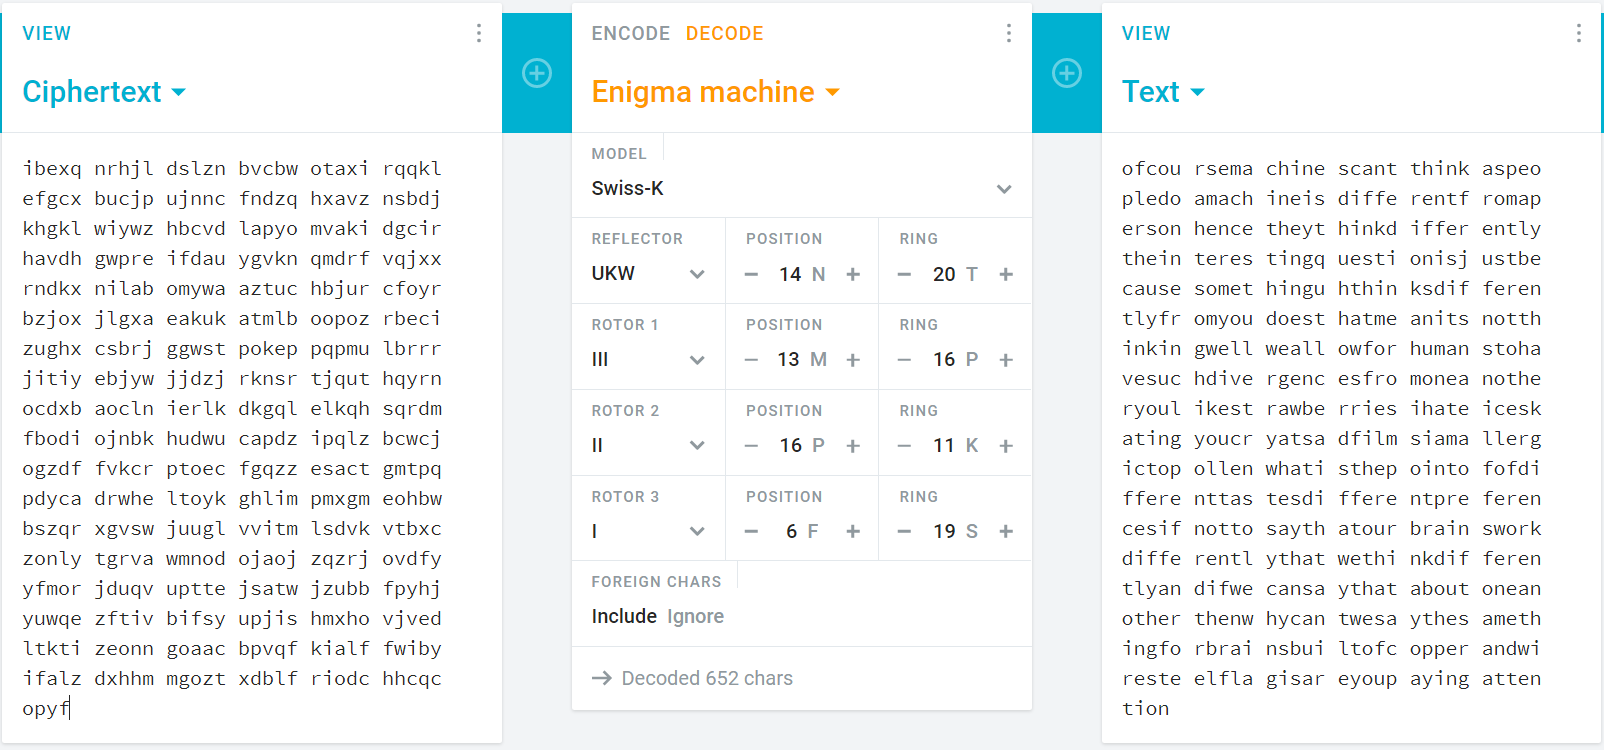 VIEW
Ciphertext
ibexq nrhjl dslzn bvcbw otaxi rqqkl
efgcx bucjp ujnnc fndzq hxavz nsbdj
khgkl wiywz hbcvd lapyo mvaki dgcir
havdh gwpre ifdau ygvkn qmdrf vqjxx
rndkx nilab omywa aztuc hbjur cfoyr
bzjox jlgxa eakuk atmlb oopoz rbeci
zughx csbrj ggwst pokep pqpmu lbrrr
jitiy ebjyw jjdzj rknsr tjqut hqyrn
ocdxb aocln ierlk dkgql elkqh sqrdm
fbodi ojnbk hudwu capdz ipqlz bcwcj
ogzdf fvkcr ptoec fgqzz esact gmtpq
pdyca drwhe ltoyk ghlim pmxgm eohbw
bszqr xgvsw juugl vvitm lsdvk vtbxc
zonly tgrva wmnod ojaoj zqzrj ovdfy
yfmor jduqv uptte jsatw jzubb fpyhj
yuwqe zftiv bifsy upjis hmxho vjved
ltkti zeonn goaac bpvqf kialf fwiby
ifalz dxhhm mgozt xdblf riodc hhcqc
opyf
ENCODE DECODE
Enigma machine
MODEL
Swiss-K
REFLECTOR POSITION RING
UKW − 14 N + − 20 T +
ROTOR 1 POSITION RING
III − 13 M + − 16 P +
ROTOR 2 POSITION RING
II − 16 P + − 11 K +
ROTOR 3 POSITION RING
I − 6 F + − 19 S +
FOREIGN CHARS
Include Ignore
→ Decoded 652 chars
VIEW
Text
ofcou rsema chine scant think aspeo
pledo amach ineis diffe rentf romap
erson hence theyt hinkd iffer ently
thein teres tingq uesti onisj ustbe
cause somet hingu hthin ksdif feren
tlyfr omyou doest hatme anits notth
inkin gwell weall owfor human stoha
vesuc hdive rgenc esfro monea nothe
ryoul ikest rawbe rries ihate icesk
ating youcr yatsa dfilm siama llerg
ictop ollen whati sthep ointo fofdi
ffere nttas tesdi ffere ntpre feren
cesif notto sayth atour brain swork
diffe rentl ythat wethi nkdif feren
tlyan difwe cansa ythat about onean
other thenw hycan twesa ythes ameth
ingfo rbrai nsbui ltofc opper andwi
reste elfla gisar eyoup aying atten
tion